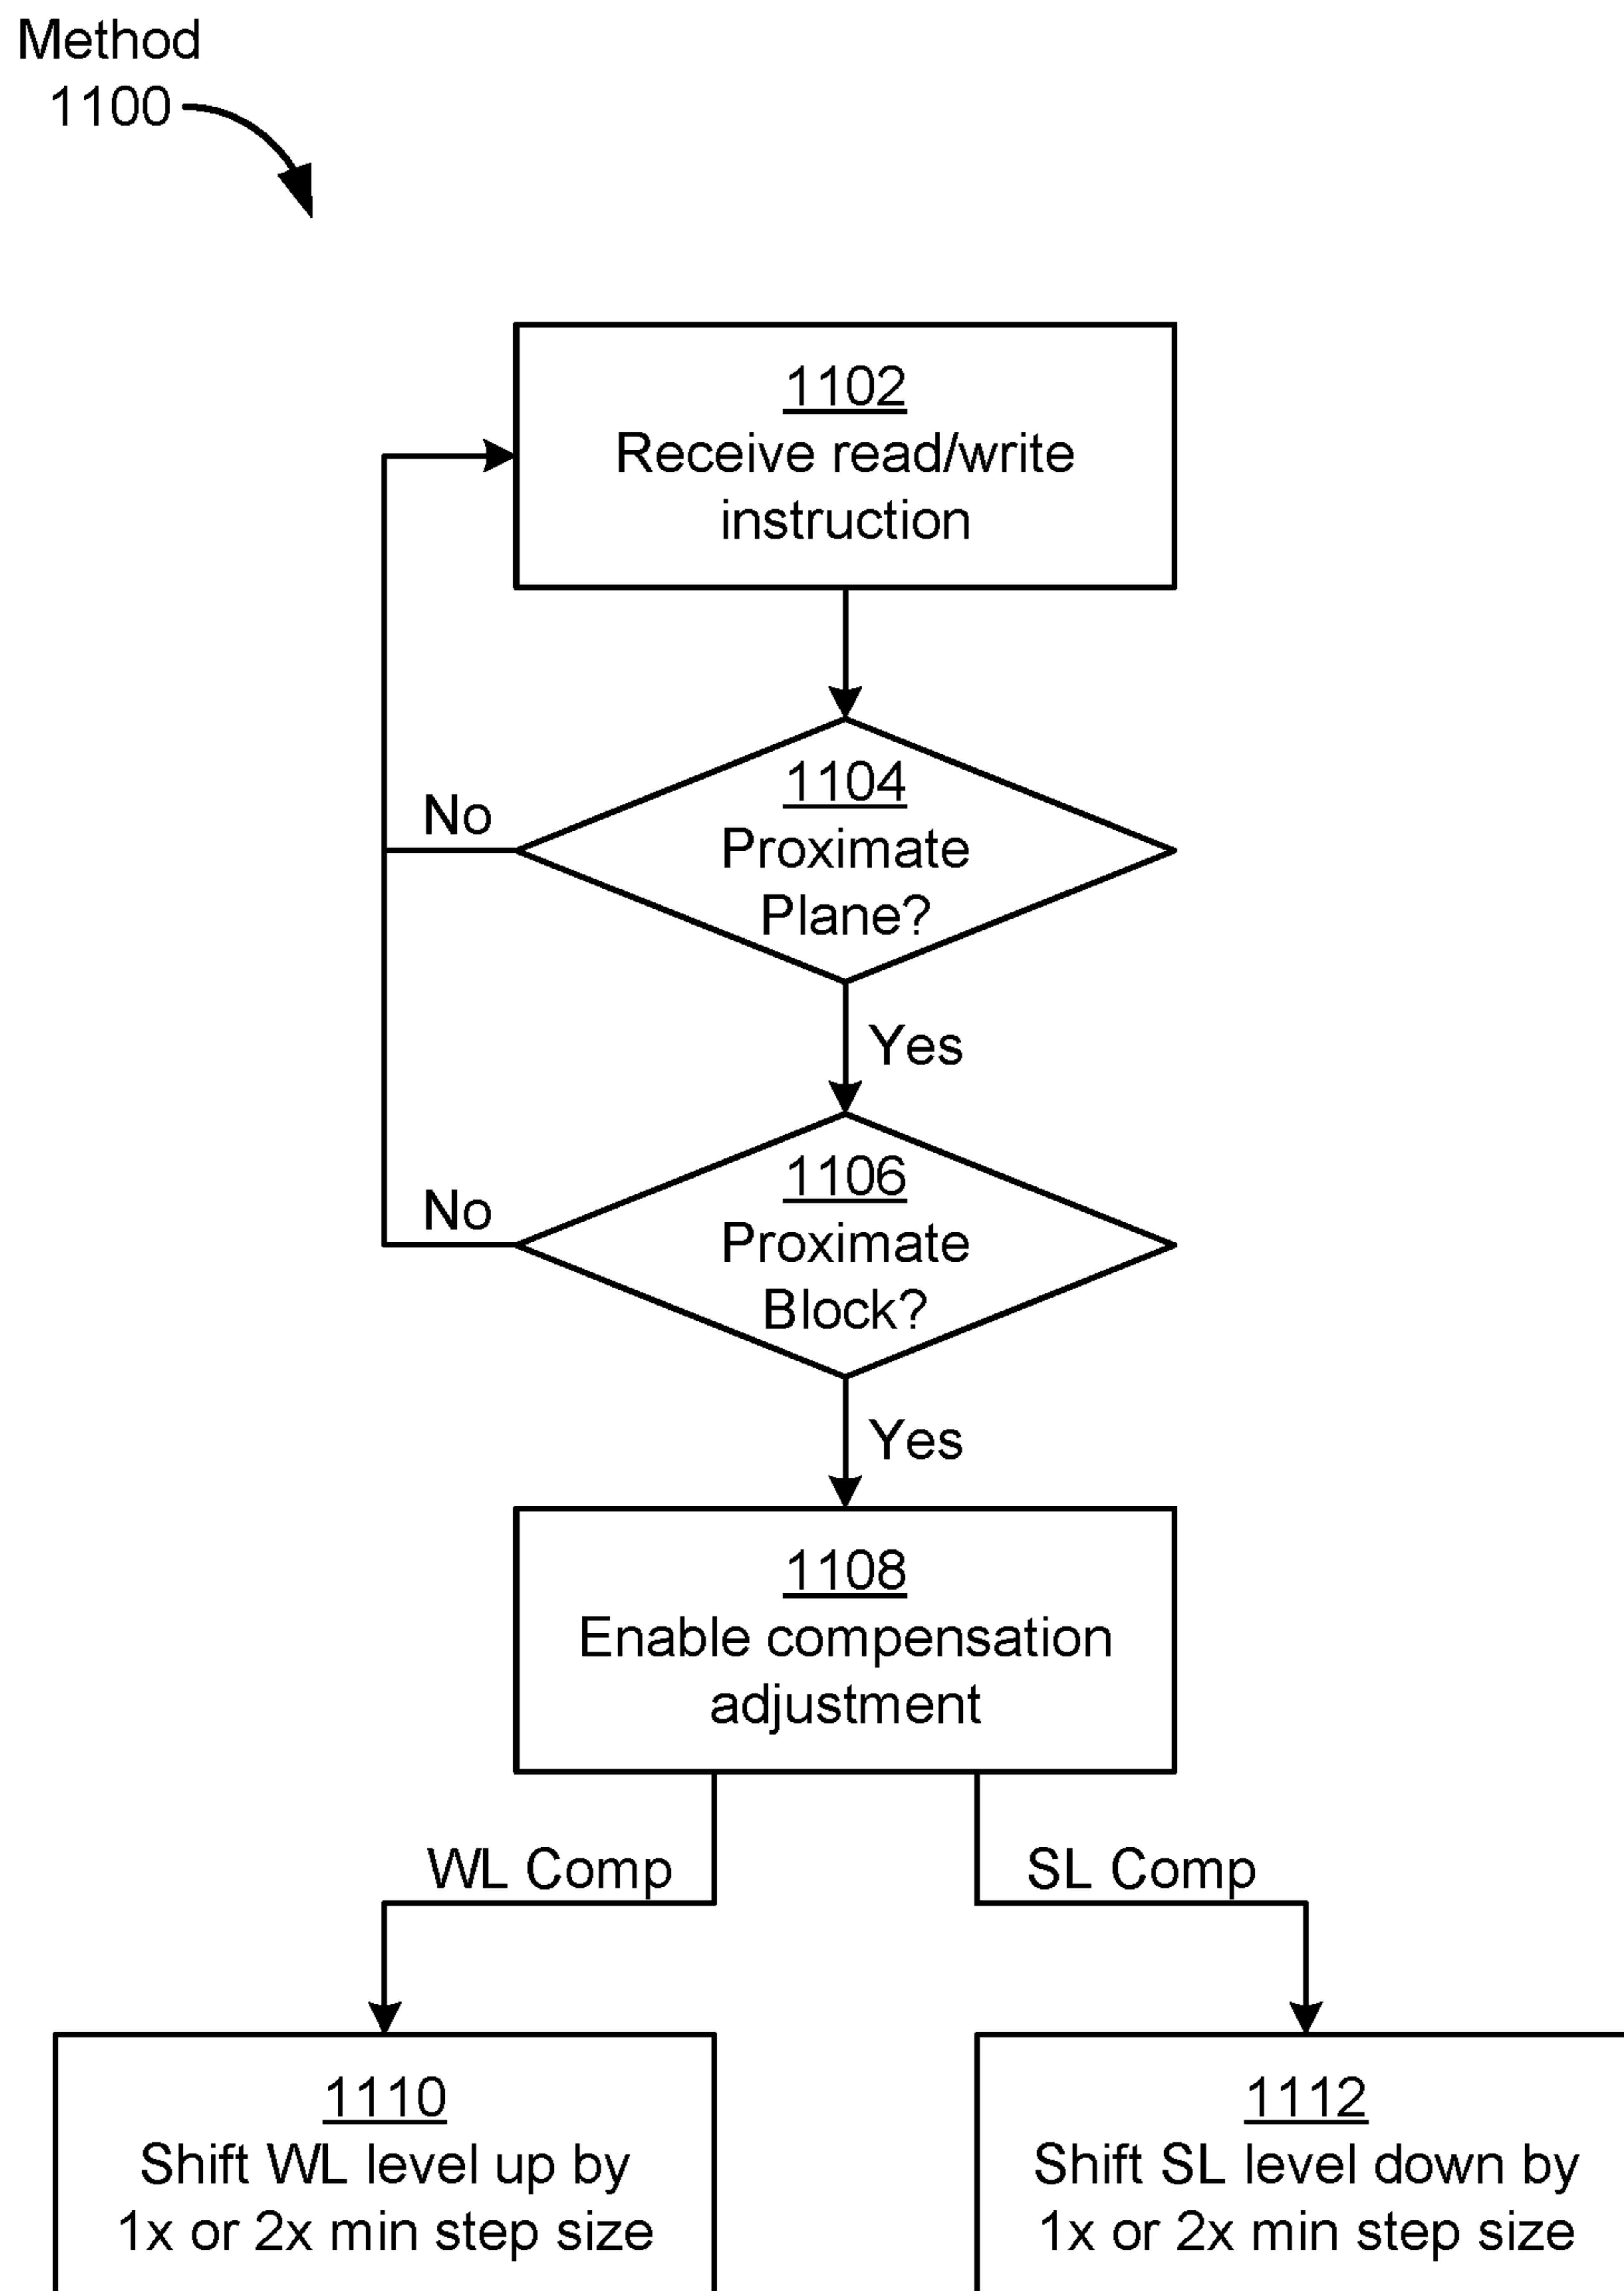 Method
1100
1102
Receive read/write
instruction
1104
Proximate
Plane?
No
Yes
1106
Proximate
Block?
No
Yes
1108
Enable compensation
adjustment
WL Comp
SL Comp
1110
Shift WL level up by
1x or 2x min step size
1112
Shift SL level down by
1x or 2x min step size